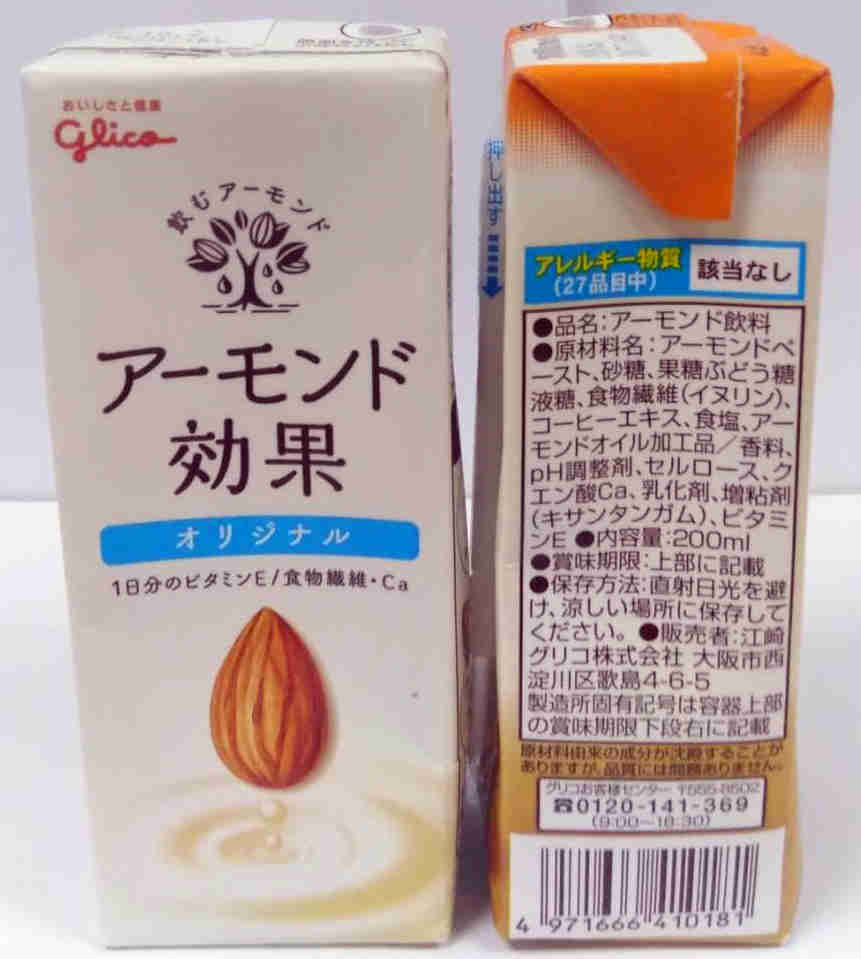 おいしさと健康
Glico
飲むアーモンド
アーモンド
効果
オリジナル
1日分のビタミンE/食物繊維・Ca
押し出す
アレルギー物質
(27品目中)
該当なし
●品名:アーモンド飲料
●原材料名:アーモンドペ
ースト、砂糖、果糖ぶどう糖
液糖、食物繊維(イヌリン)、
コーヒーエキス、食塩、アー
モンドオイル加工品/香料、
pH調整剤、セルロース、ク
エン酸Ca、乳化剤、増粘剤
(キサンタンガム)、ビタミ
ンE ●内容量:200ml
●賞味期限:上部に記載
●保存方法:直射日光を避
け、涼しい場所に保存して
ください。 ●販売者:江崎
グリコ株式会社 大阪市西
淀川区歌島4-6-5
製造所固有記号は容器上部
の賞味期限下段右に記載
原材料由来の成分が沈殿することが
ありますが、品質には問題ありません。
グリコお客様センター 〒555-8502
☎0120-141-369
(9:00〜18:30)
4 971666 410181